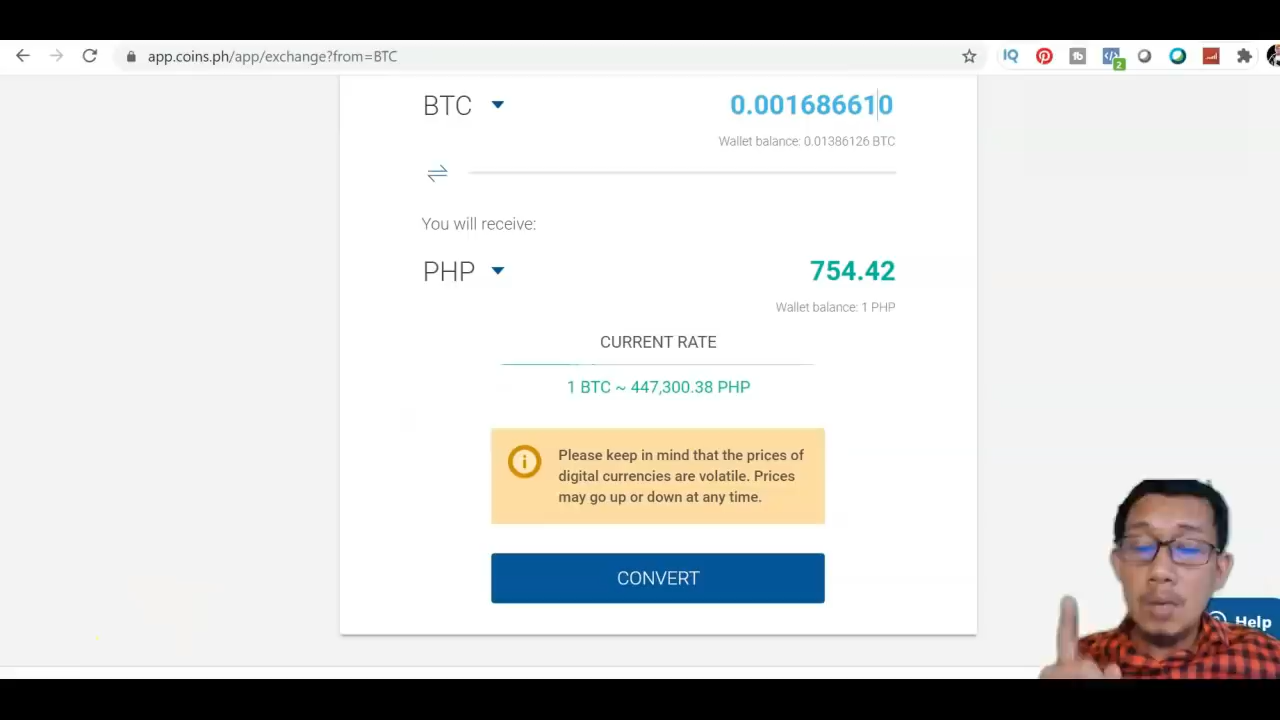 app.coins.ph/app/exchange?from=BTC
2
BTC
0.001686610
Wallet balance: 0.01386126 BTC
You will receive:
PHP
754.42
Wallet balance: 1 PHP
CURRENT RATE
1 BTC ~ 447,300.38 PHP
Please keep in mind that the prices of
digital currencies are volatile. Prices
may go up or down at any time.
CONVERT
Help